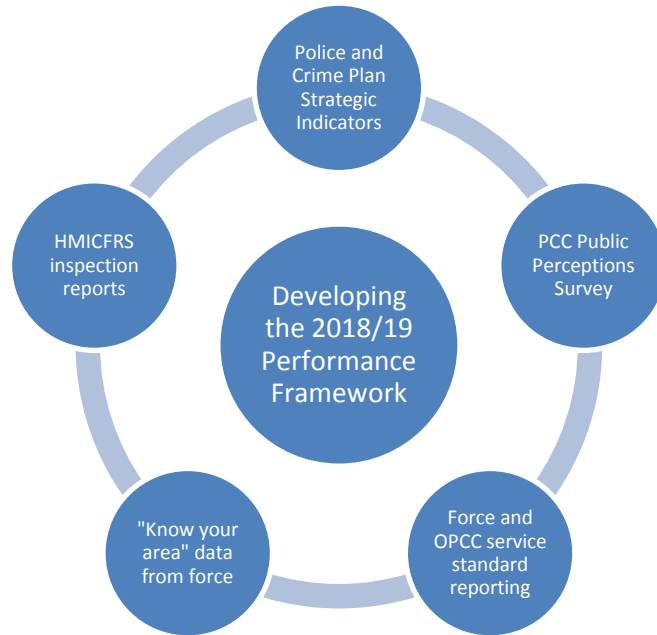 Police and
Crime Plan
Strategic
Indicators
HMICFRS
inspection
reports
PCC Public
Perceptions
Survey
Developing
the 2018/19
Performance
Framework
"Know your
area" data
from force
Force and
OPCC service
standard
reporting